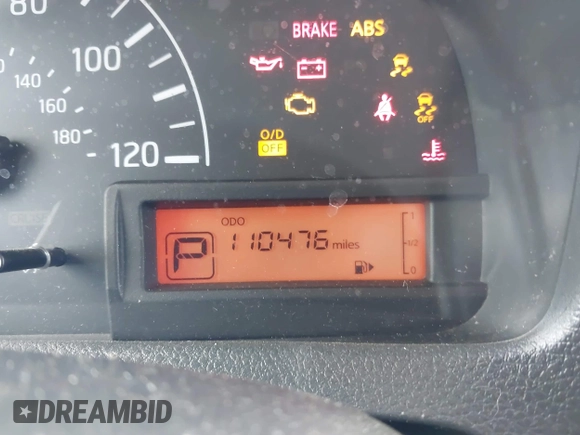 80
BRAKE ABS
100
140
160
180
120
O/D
OFF
OFF
ODO
110476 miles
P
1
1/2
0
DREAMBID